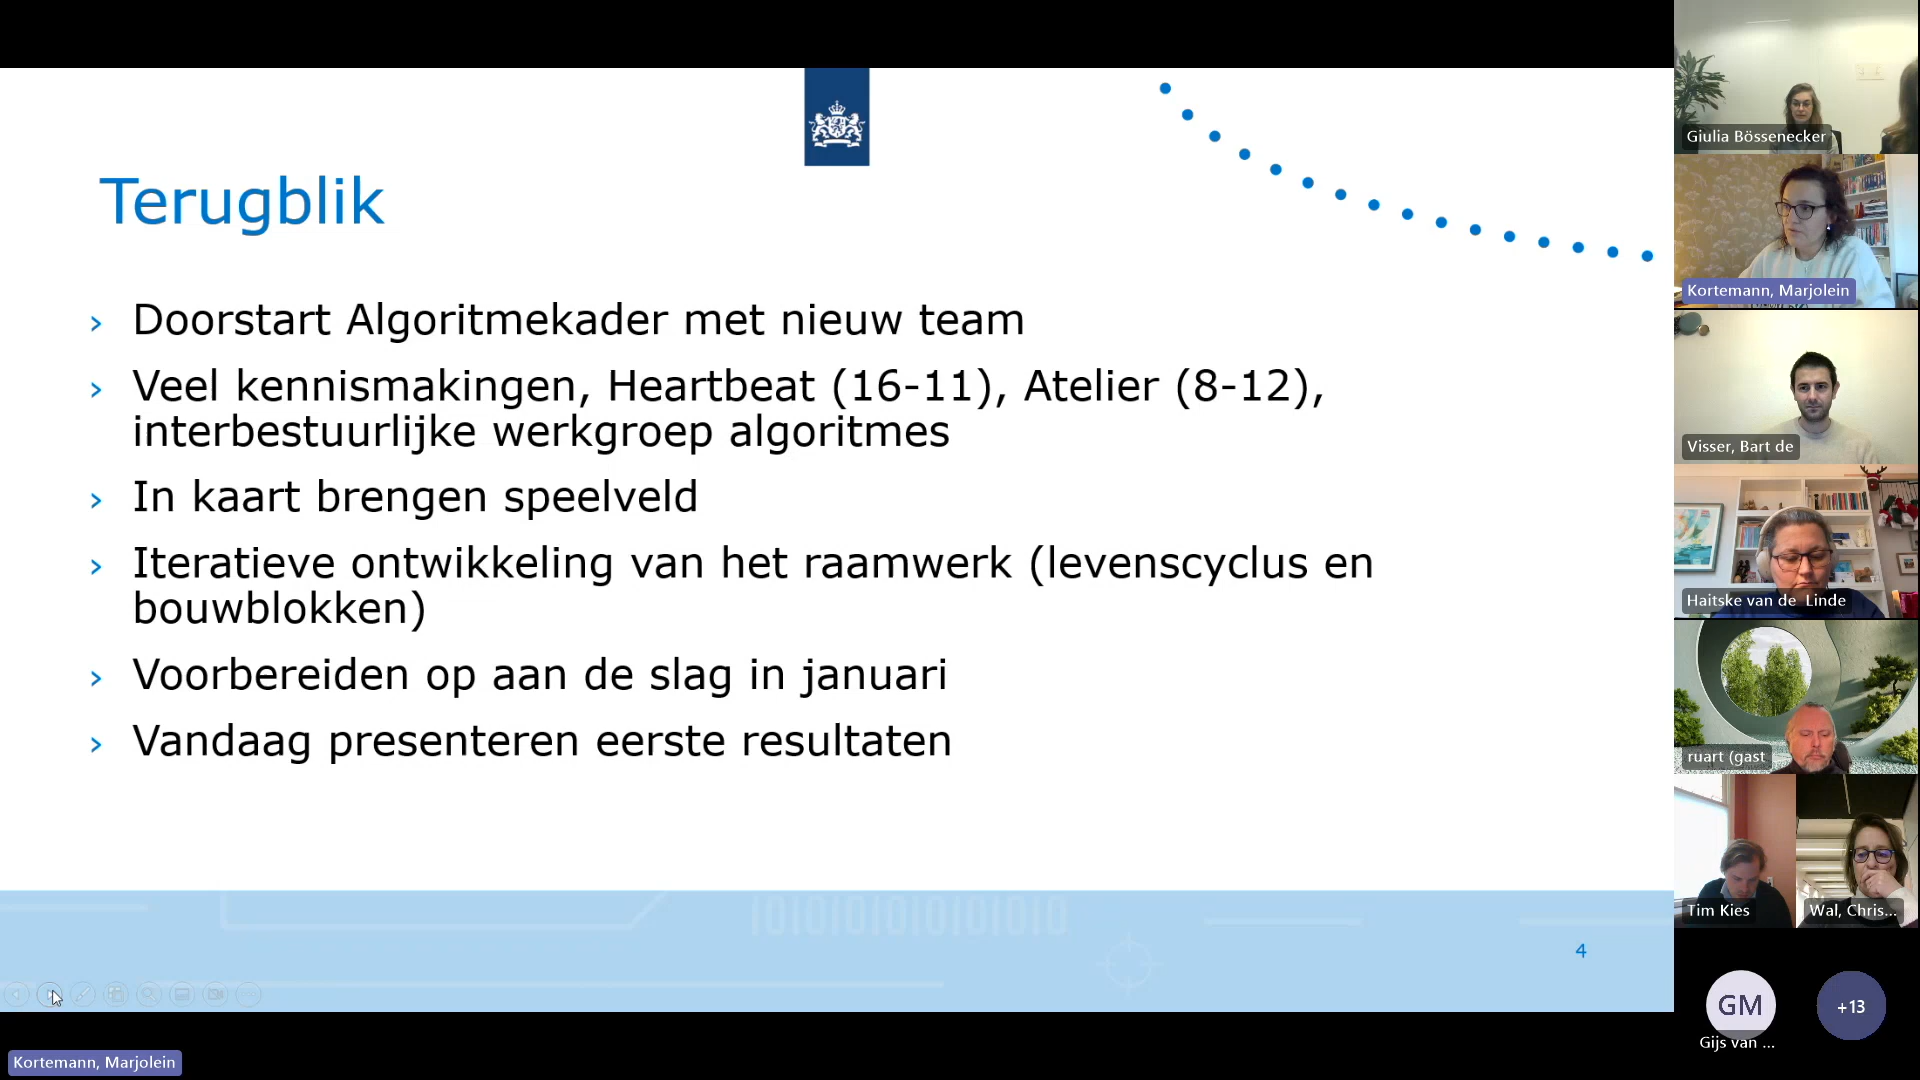 Terugblik
› Doorstart Algoritmekader met nieuw team
› Veel kennismakingen, Heartbeat (16-11), Atelier (8-12),
interbestuurlijke werkgroep algoritmes
› In kaart brengen speelveld
› Iteratieve ontwikkeling van het raamwerk (levenscyclus en
bouwblokken)
› Voorbereiden op aan de slag in januari
› Vandaag presenteren eerste resultaten
010101010101010
4
Kortemann, Marjolein
Giulia Bössenecker
Kortemann, Marjolein
Visser, Bart de
Haitske van de Linde
ruart (gast
Tim Kies
Wal, Chris...
GM
+13
Gijs van ...